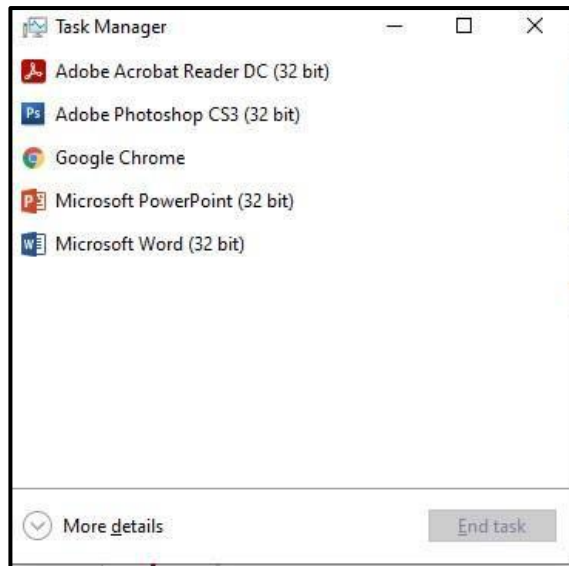 Task Manager
Adobe Acrobat Reader DC (32 bit)
Ps Adobe Photoshop CS3 (32 bit)
Google Chrome
Microsoft PowerPoint (32 bit)
Microsoft Word (32 bit)
More details End task